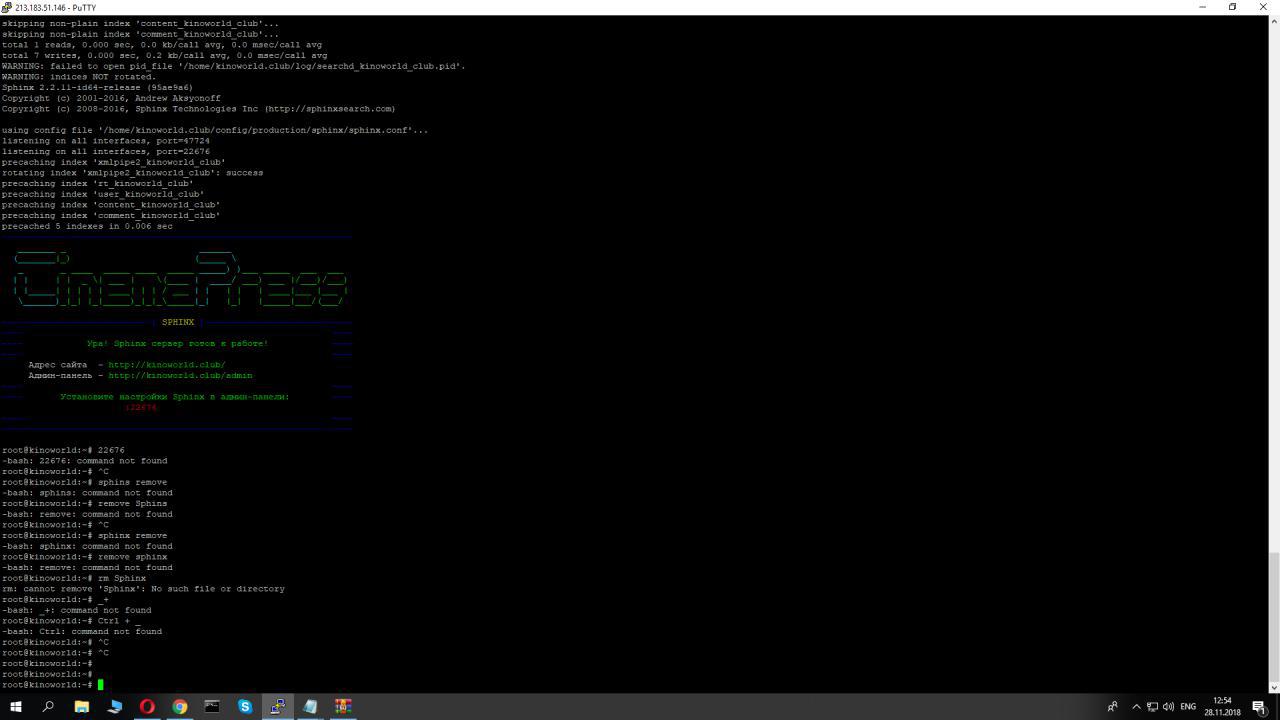 213.183.51.146 - PuTTY
skipping non-plain index 'content_kinoworld_club'...
skipping non-plain index 'comment_kinoworld_club'...
total 1 reads, 0.000 sec, 0.0 kb/call avg, 0.0 msec/call avg
total 7 writes, 0.000 sec, 0.2 kb/call avg, 0.0 msec/call avg
WARNING: failed to open pid_file '/home/kinoworld.club/log/searchd_kinoworld_club.pid'.
WARNING: indices NOT rotated.
Sphinx 2.2.11-id64-release (95ae9a6)
Copyright (c) 2001-2016, Andrew Aksyonoff
Copyright (c) 2008-2016, Sphinx Technologies Inc (http://sphinxsearch.com)
using config file '/home/kinoworld.club/config/production/sphinx/sphinx.conf'...
listening on all interfaces, port=47724
listening on all interfaces, port=22676
precaching index 'xmlpipe2_kinoworld_club'
rotating index 'xmlpipe2_kinoworld_club': success
precaching index 'rt_kinoworld_club'
precaching index 'user_kinoworld_club'
precaching index 'content_kinoworld_club'
precaching index 'comment_kinoworld_club'
precached 5 indexes in 0.006 sec
CinemaPress
[ SPHINX ]
Ура! Sphinx сервер готов к работе!
Адрес сайта - http://kinoworld.club/
Админ-панель - http://kinoworld.club/admin
Установите настройки Sphinx в админ-панели:
:22676
root@kinoworld:~# 22676
-bash: 22676: command not found
root@kinoworld:~# ^C
root@kinoworld:~# sphins remove
-bash: sphins: command not found
root@kinoworld:~# remove Sphins
-bash: remove: command not found
root@kinoworld:~# ^C
root@kinoworld:~# sphinx remove
-bash: sphinx: command not found
root@kinoworld:~# remove sphinx
-bash: remove: command not found
root@kinoworld:~# rm Sphinx
rm: cannot remove 'Sphinx': No such file or directory
root@kinoworld:~# _+
-bash: _+: command not found
root@kinoworld:~# Ctrl + _
-bash: Ctrl: command not found
root@kinoworld:~# ^C
root@kinoworld:~# ^C
root@kinoworld:~#
root@kinoworld:~#
root@kinoworld:~#
ENG
12:54
28.11.2018
1